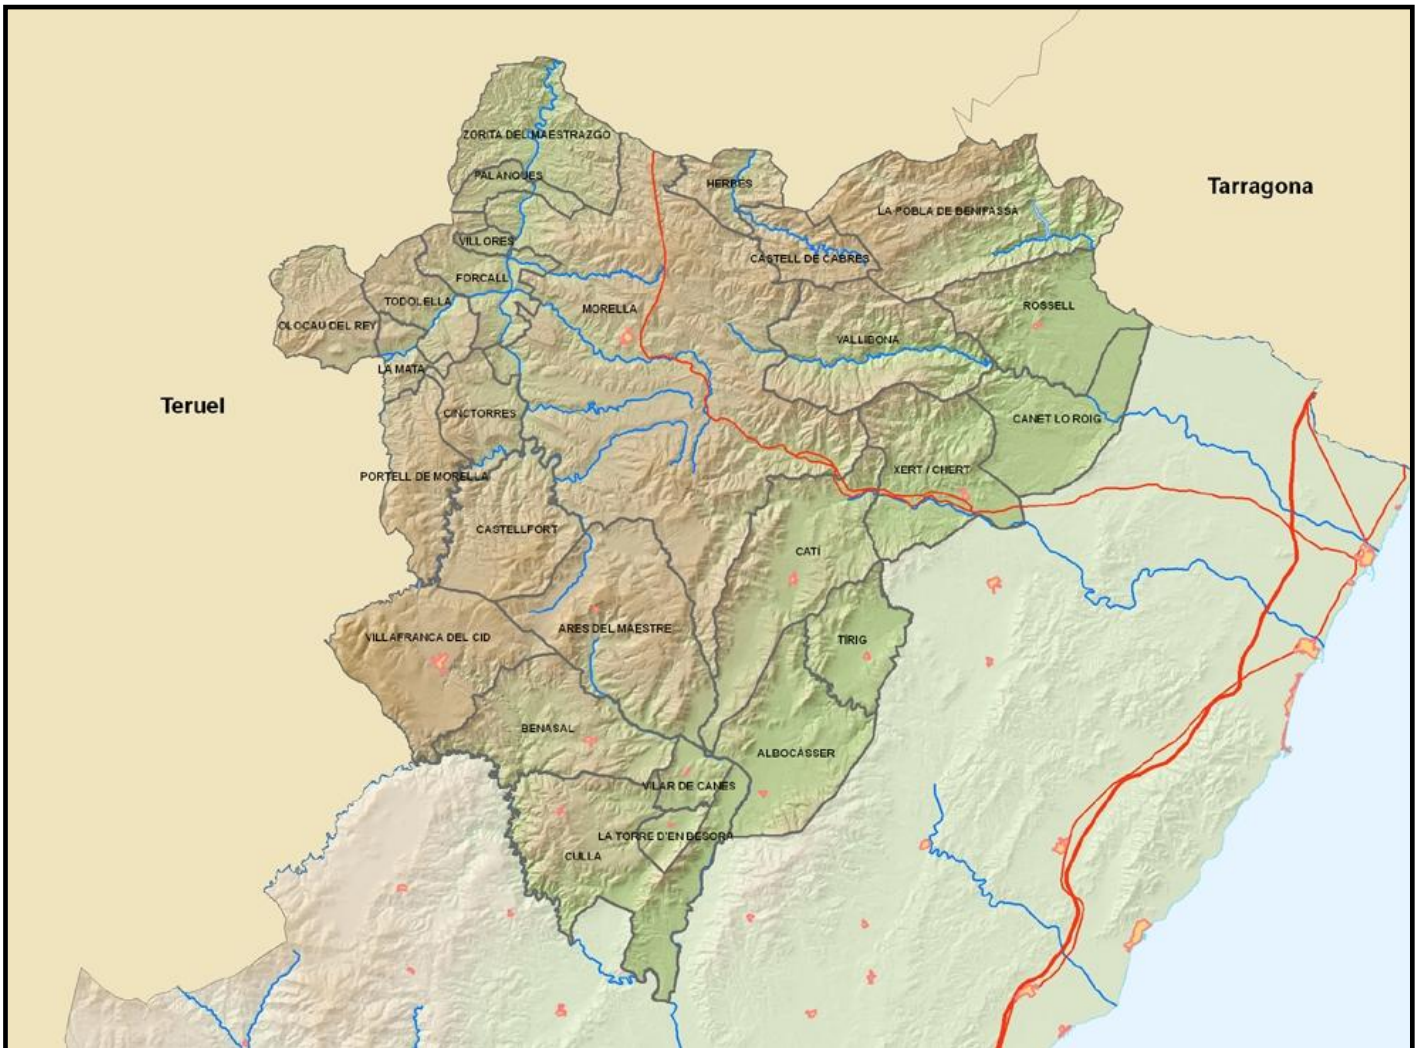 ZORITA DEL MAESTRAZGO
PALANQUES
HERBÉS
Tarragona
LA POBLA DE BENIFASSA
VILLORES
CASTELL DE CABRES
FORCALL
TODOLELLA
MORELLA
ROSSELL
OLOCAU DEL REY
VALLIBONA
LA MATA
Teruel
CINCTORRES
CANET LO ROIG
XERT / CHERT
PORTELL DE MORELLA
CASTELLFORT
CATÍ
ARES DEL MAESTRE
VILLAFRANCA DEL CID
TIRIG
BENASAL
ALBOCÀSSER
VILAR DE CANES
LA TORRE D'EN BESORA
CULLA